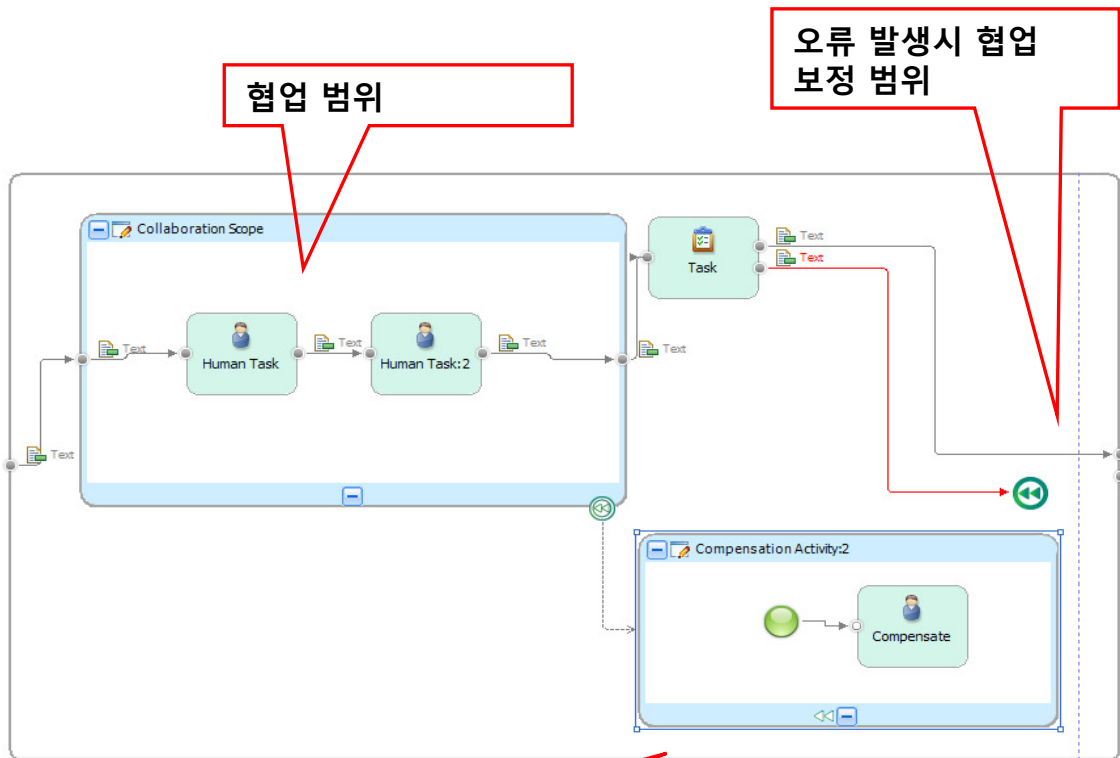 오류 발생시 협업
보정 범위
협업 범위
Collaboration Scope
Text
Task
Text
Text
Human Task
Text
Human Task:2
Text
Text
Text
Compensation Activity:2
Compensate